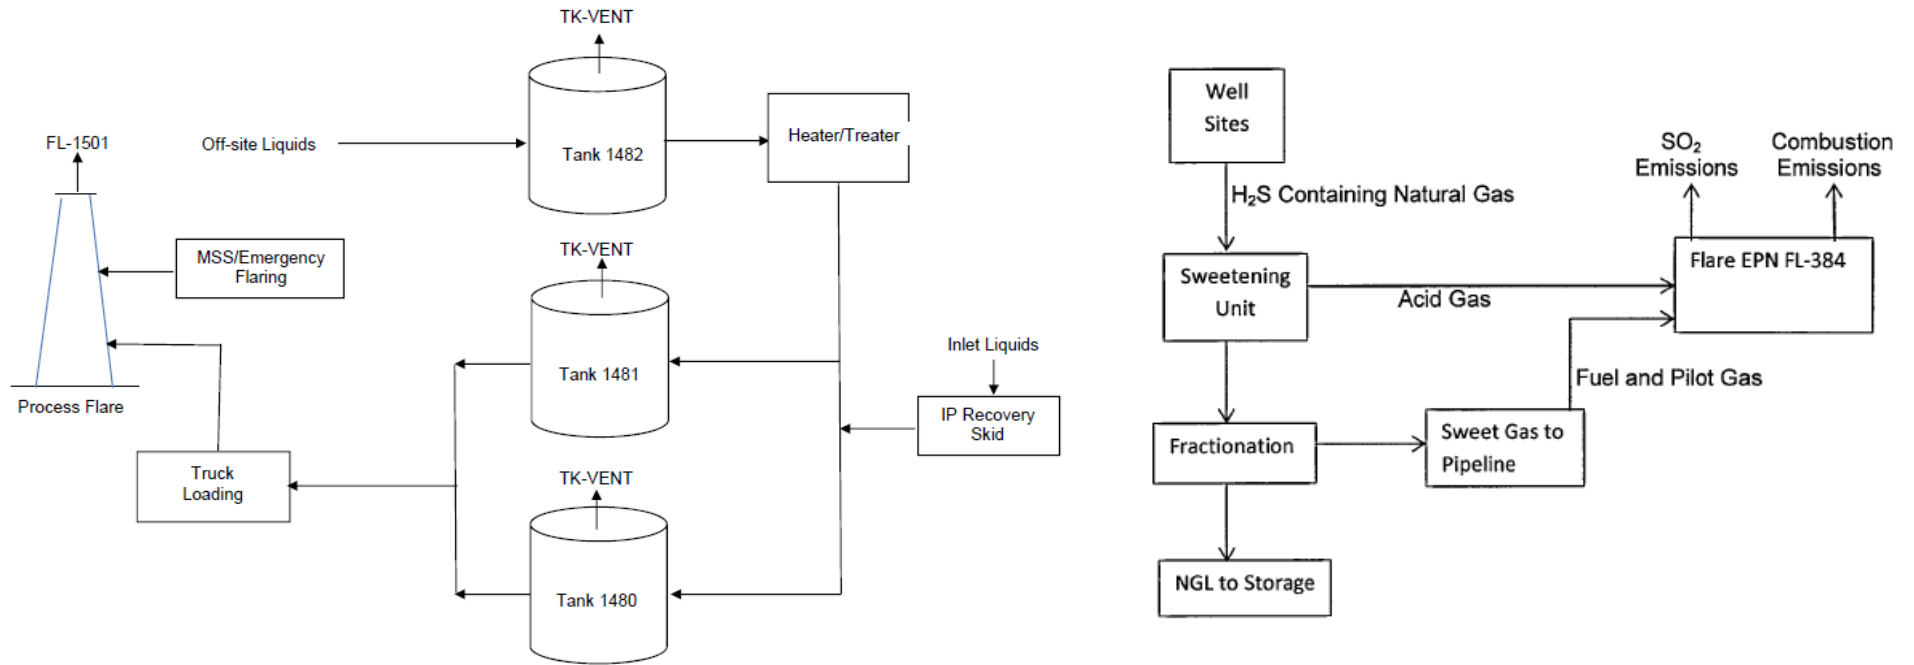 TK-VENT
FL-1501
Off-site Liquids
Tank 1482
Heater/Treater
MSS/Emergency
Flaring
TK-VENT
Tank 1481
Inlet Liquids
IP Recovery
Skid
Process Flare
Truck
Loading
TK-VENT
Tank 1480
Well
Sites
H₂S Containing Natural Gas
SO₂
Emissions
Combustion
Emissions
Sweetening
Unit
Acid Gas
Flare EPN FL-384
Fuel and Pilot Gas
Fractionation
Sweet Gas to
Pipeline
NGL to Storage